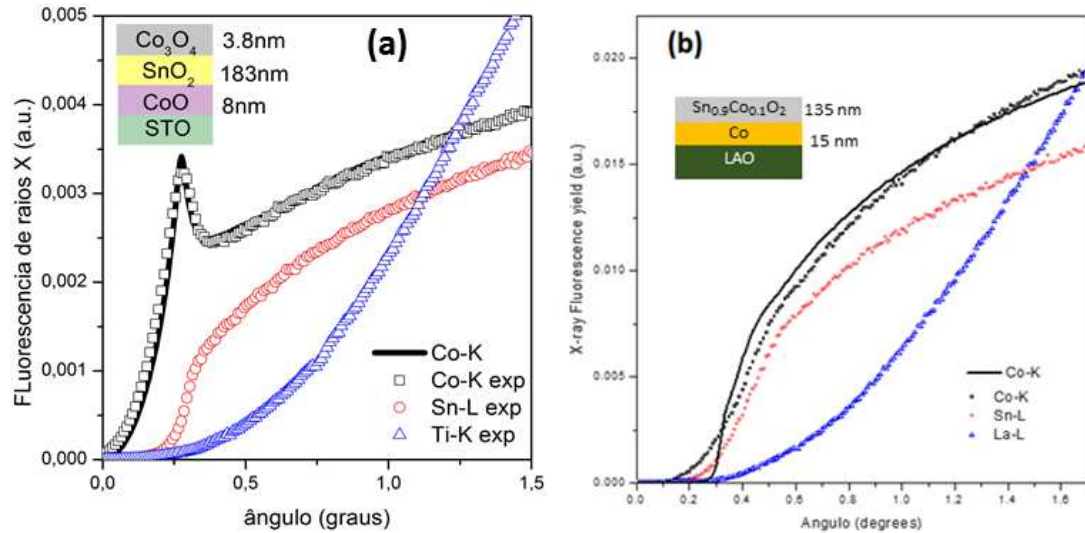 (a)
Co₃O₄ 3.8nm
SnO₂ 183nm
CoO 8nm
STO
FLuorescencia de raios X (a.u.)
0,005
0,004
0,003
0,002
0,001
0,000
Co-K
Co-K exp
Sn-L exp
Ti-K exp
0,0 0,5 1,0 1,5
ângulo (graus)
(b)
Sn0.9Co0.1O2 135 nm
Co 15 nm
LAO
X-ray Fluorescence yield (a.u.)
0.020
0.015
0.010
0.005
0.000
Co-K
Co-K
Sn-L
La-L
0.0 0.2 0.4 0.6 0.8 1.0 1.2 1.4 1.6
Angulo (degrees)